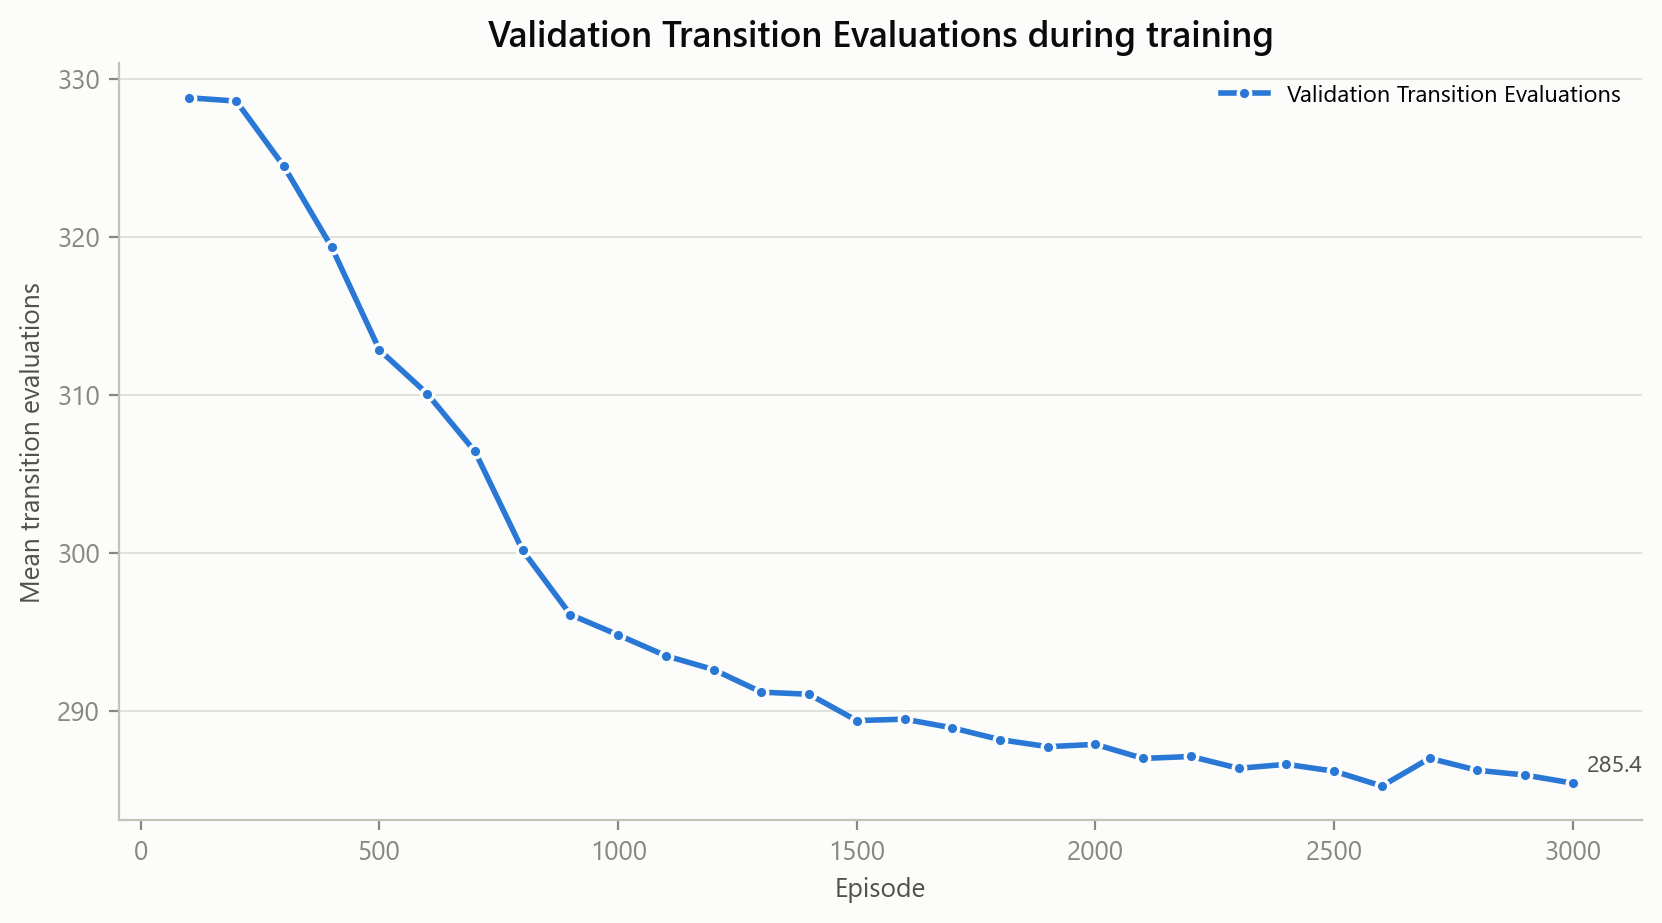 Validation Transition Evaluations during training
Validation Transition Evaluations
Mean transition evaluations
330
320
310
300
290
285.4
0 500 1000 1500 2000 2500 3000
Episode